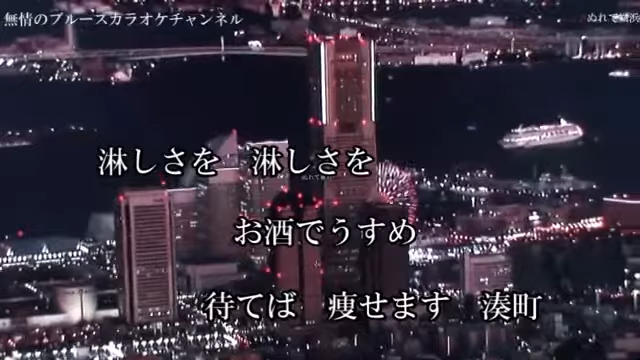 無情のブルースカラオケチャンネル
ぬれて横浜
淋しさを 淋しさを
お酒でうすめ
待てば 痩せます 湊町